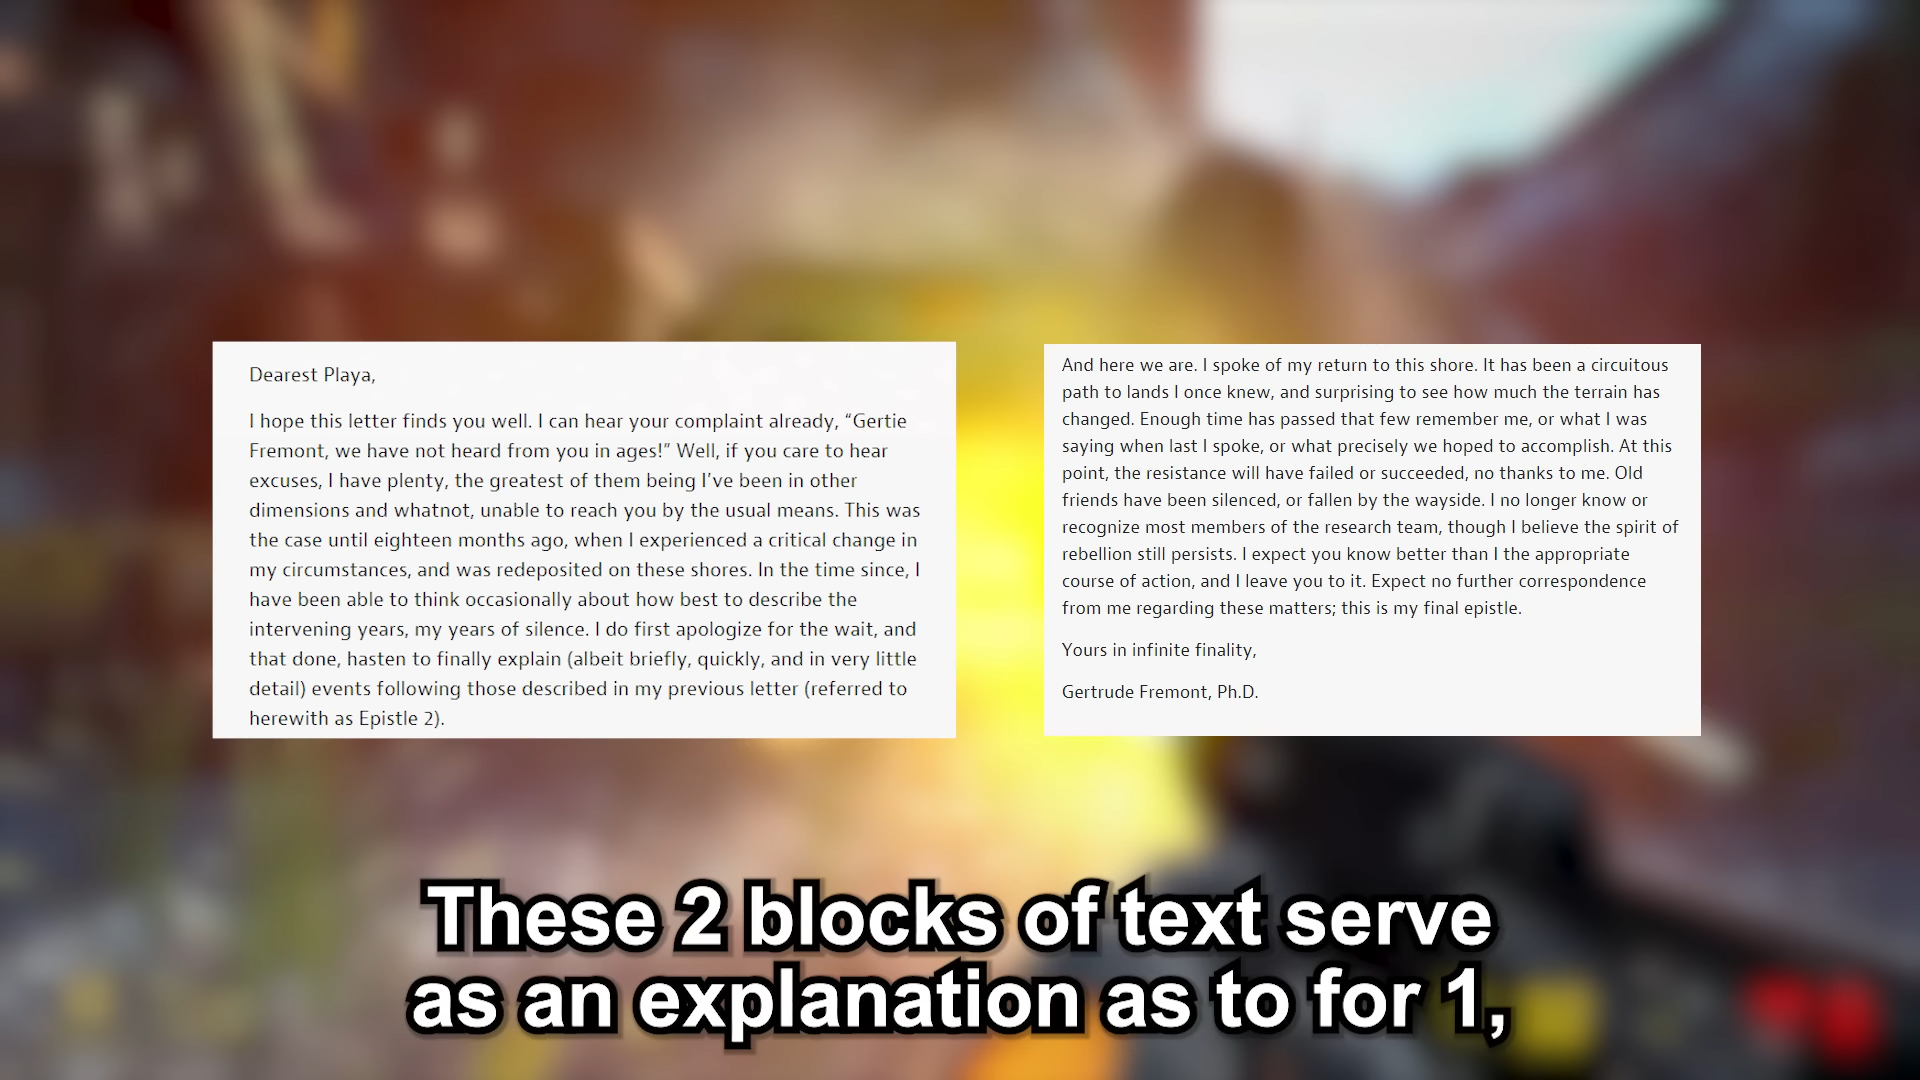 Dearest Playa,
I hope this letter finds you well. I can hear your complaint already, “Gertie
Fremont, we have not heard from you in ages!” Well, if you care to hear
excuses, I have plenty, the greatest of them being I’ve been in other
dimensions and whatnot, unable to reach you by the usual means. This was
the case until eighteen months ago, when I experienced a critical change in
my circumstances, and was redeposited on these shores. In the time since, I
have been able to think occasionally about how best to describe the
intervening years, my years of silence. I do first apologize for the wait, and
that done, hasten to finally explain (albeit briefly, quickly, and in very little
detail) events following those described in my previous letter (referred to
herewith as Epistle 2).
And here we are. I spoke of my return to this shore. It has been a circuitous
path to lands I once knew, and surprising to see how much the terrain has
changed. Enough time has passed that few remember me, or what I was
saying when last I spoke, or what precisely we hoped to accomplish. At this
point, the resistance will have failed or succeeded, no thanks to me. Old
friends have been silenced, or fallen by the wayside. I no longer know or
recognize most members of the research team, though I believe the spirit of
rebellion still persists. I expect you know better than I the appropriate
course of action, and I leave you to it. Expect no further correspondence
from me regarding these matters; this is my final epistle.
Yours in infinite finality,
Gertrude Fremont, Ph.D.
These 2 blocks of text serve
as an explanation as to for 1,